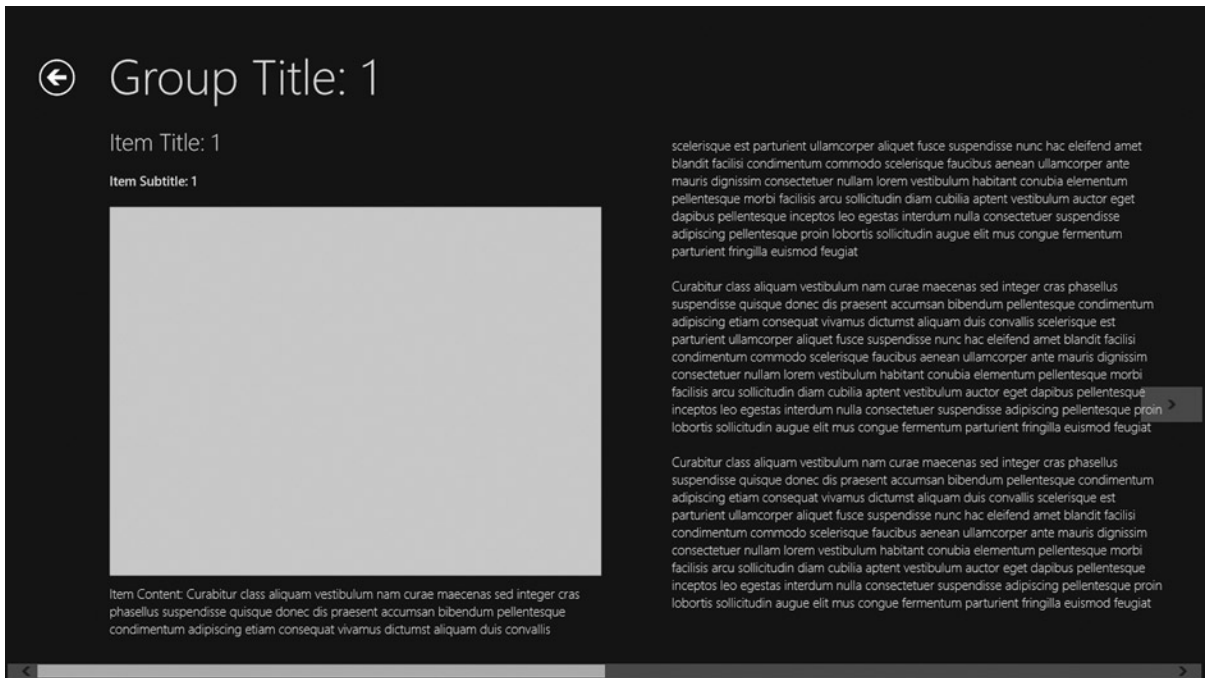 Group Title: 1
Item Title: 1
Item Subtitle: 1
Item Content: Curabitur class aliquam vestibulum nam curae maecenas sed integer cras
phasellus suspendisse quisque donec dis praesent accumsan bibendum pellentesque
condimentum adipiscing etiam consequat vivamus dictumst aliquam duis convallis
scelerisque est parturient ullamcorper aliquet fusce suspendisse nunc hac eleifend amet
blandit facilisi condimentum commodo scelerisque faucibus aenean ullamcorper ante
mauris dignissim consectetuer nullam lorem vestibulum habitant conubia elementum
pellentesque morbi facilisis arcu sollicitudin diam cubilia aptent vestibulum auctor eget
dapibus pellentesque inceptos leo egestas interdum nulla consectetuer suspendisse
adipiscing pellentesque proin lobortis sollicitudin augue elit mus congue fermentum
parturient fringilla euismod feugiat
Curabitur class aliquam vestibulum nam curae maecenas sed integer cras phasellus
suspendisse quisque donec dis praesent accumsan bibendum pellentesque condimentum
adipiscing etiam consequat vivamus dictumst aliquam duis convallis scelerisque est
parturient ullamcorper aliquet fusce suspendisse nunc hac eleifend amet blandit facilisi
condimentum commodo scelerisque faucibus aenean ullamcorper ante mauris dignissim
consectetuer nullam lorem vestibulum habitant conubia elementum pellentesque morbi
facilisis arcu sollicitudin diam cubilia aptent vestibulum auctor eget dapibus pellentesque
inceptos leo egestas interdum nulla consectetuer suspendisse adipiscing pellentesque proin
lobortis sollicitudin augue elit mus congue fermentum parturient fringilla euismod feugiat
Curabitur class aliquam vestibulum nam curae maecenas sed integer cras phasellus
suspendisse quisque donec dis praesent accumsan bibendum pellentesque condimentum
adipiscing etiam consequat vivamus dictumst aliquam duis convallis scelerisque est
parturient ullamcorper aliquet fusce suspendisse nunc hac eleifend amet blandit facilisi
condimentum commodo scelerisque faucibus aenean ullamcorper ante mauris dignissim
consectetuer nullam lorem vestibulum habitant conubia elementum pellentesque morbi
facilisis arcu sollicitudin diam cubilia aptent vestibulum auctor eget dapibus pellentesque
inceptos leo egestas interdum nulla consectetuer suspendisse adipiscing pellentesque proin
lobortis sollicitudin augue elit mus congue fermentum parturient fringilla euismod feugiat